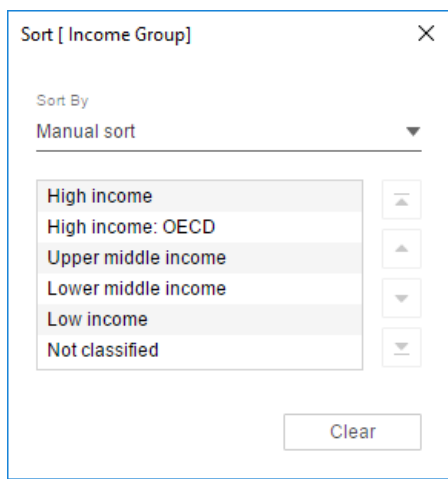 Sort [ Income Group]
Sort By
Manual sort
High income
High income: OECD
Upper middle income
Lower middle income
Low income
Not classified
Clear